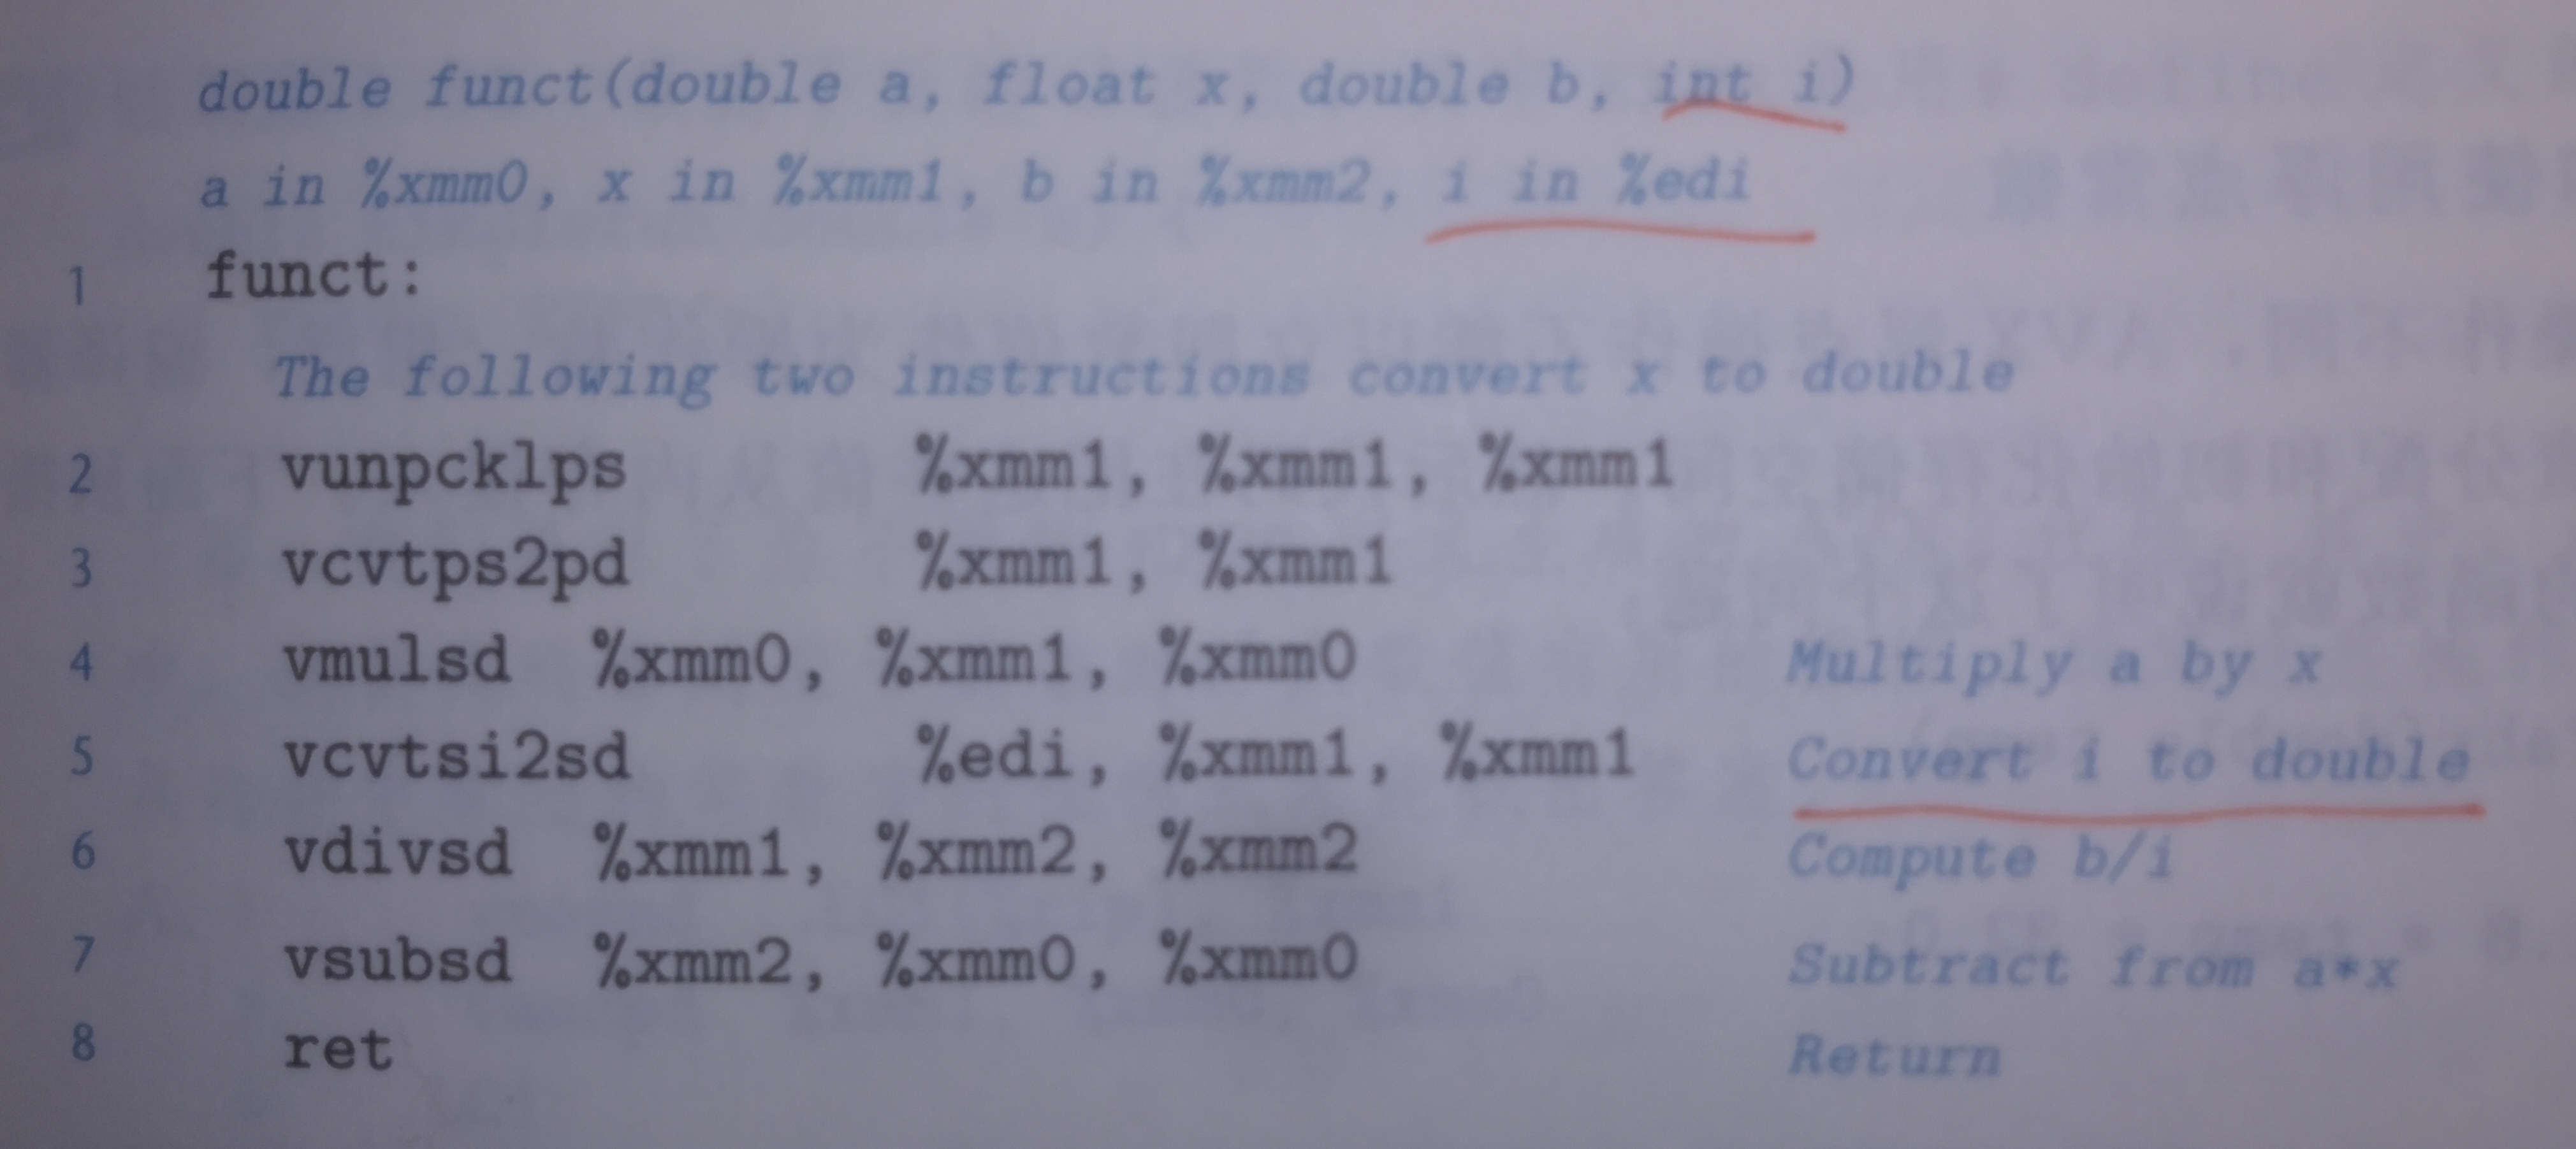 double funct(double a, float x, double b, int i)
a in %xmm0, x in %xmm1, b in %xmm2, i in %edi
1 funct:
The following two instructions convert x to double
2 vunpcklps %xmm1, %xmm1, %xmm1
3 vcvtps2pd %xmm1, %xmm1
4 vmulsd %xmm0, %xmm1, %xmm0 Multiply a by x
5 vcvtsi2sd %edi, %xmm1, %xmm1 Convert i to double
6 vdivsd %xmm1, %xmm2, %xmm2 Compute b/i
7 vsubsd %xmm2, %xmm0, %xmm0 Subtract from a*x
8 ret Return